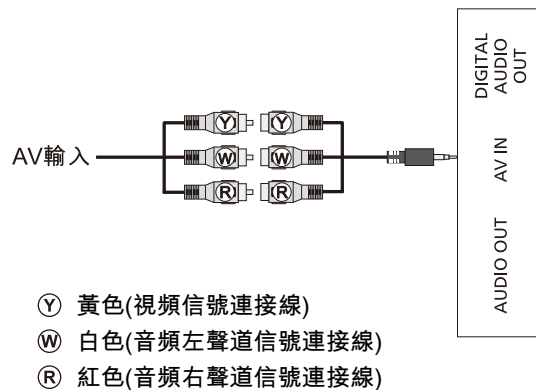 DIGITAL
AUDIO
OUT
Y Y
AV輸入 W W AV IN
R R
AUDIO OUT
Y 黃色(視頻信號連接線)
W 白色(音頻左聲道信號連接線)
R 紅色(音頻右聲道信號連接線)